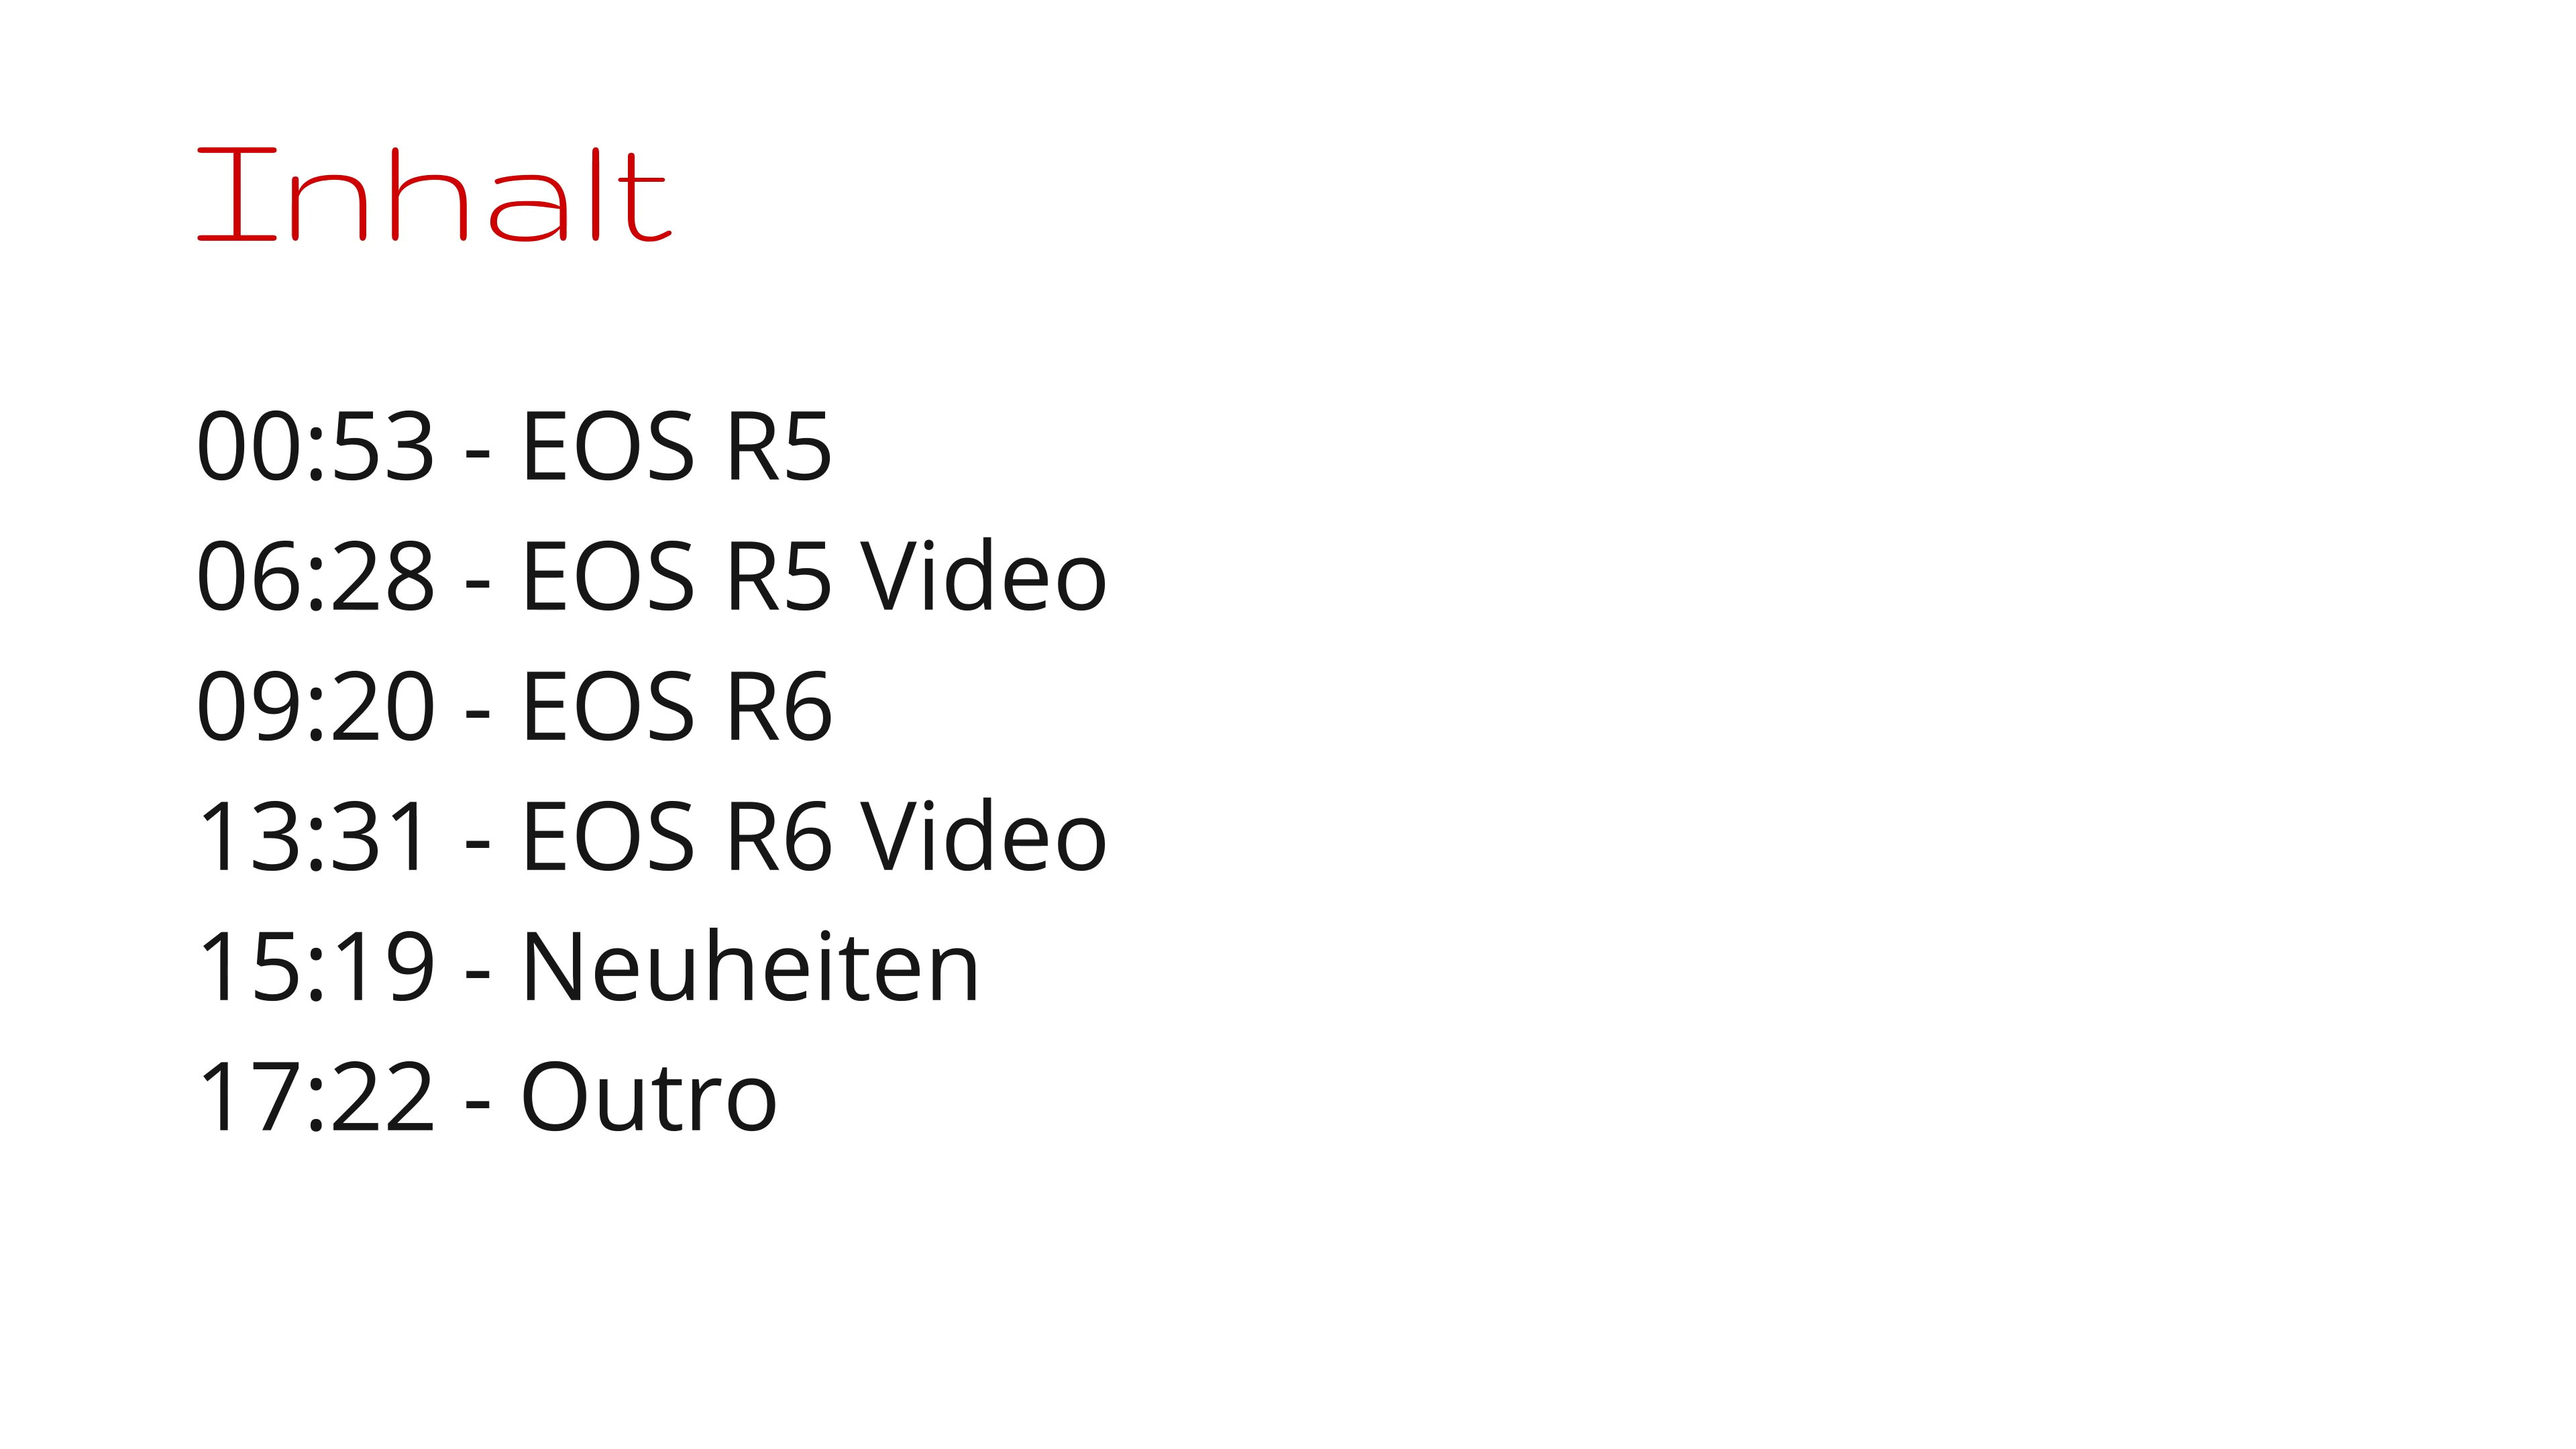 Inhalt
00:53 - EOS R5
06:28 - EOS R5 Video
09:20 - EOS R6
13:31 - EOS R6 Video
15:19 - Neuheiten
17:22 - Outro